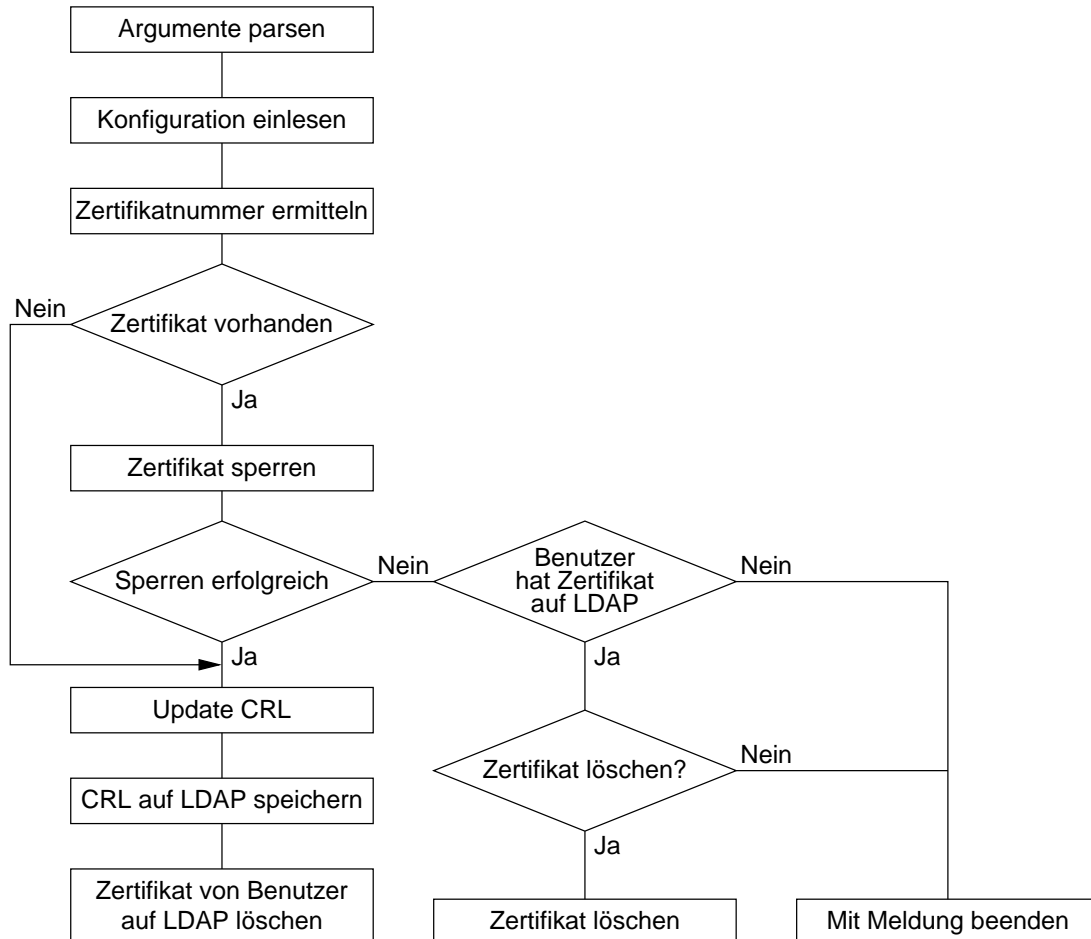 Argumente parsen
Konfiguration einlesen
Zertifikatnummer ermitteln
Nein
Zertifikat vorhanden
Ja
Zertifikat sperren
Sperren erfolgreich
Nein
Benutzer
hat Zertifikat
auf LDAP
Nein
Ja
Ja
Update CRL
Zertifikat löschen?
Nein
CRL auf LDAP speichern
Ja
Zertifikat von Benutzer
auf LDAP löschen
Zertifikat löschen
Mit Meldung beenden